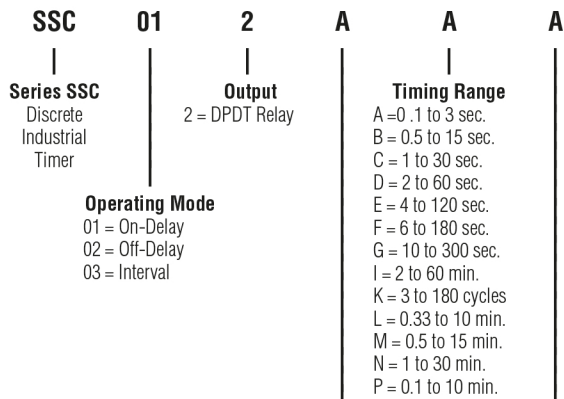 SSC 01 2 A A A
Series SSC
Discrete
Industrial
Timer
Operating Mode
01 = On-Delay
02 = Off-Delay
03 = Interval
Output
2 = DPDT Relay
Timing Range
A =0 .1 to 3 sec.
B = 0.5 to 15 sec.
C = 1 to 30 sec.
D = 2 to 60 sec.
E = 4 to 120 sec.
F = 6 to 180 sec.
G = 10 to 300 sec.
I = 2 to 60 min.
K = 3 to 180 cycles
L = 0.33 to 10 min.
M = 0.5 to 15 min.
N = 1 to 30 min.
P = 0.1 to 10 min.